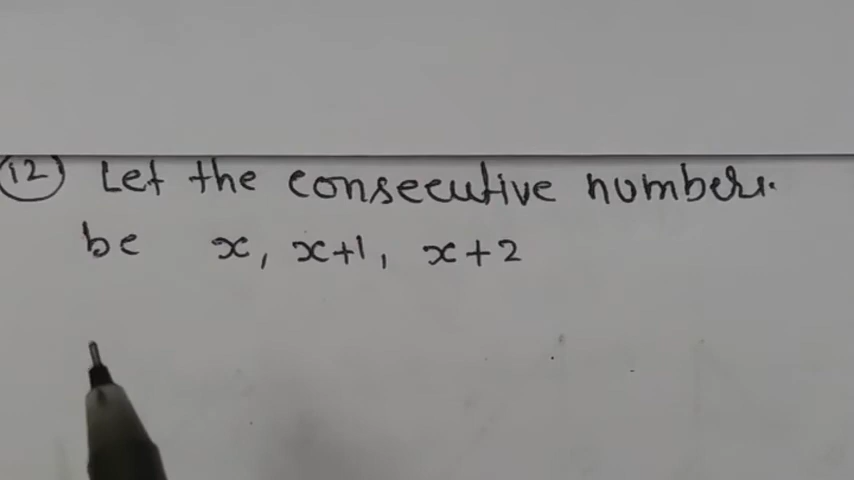 (12) Let the consecutive numbers.
be x, x+1, x+2